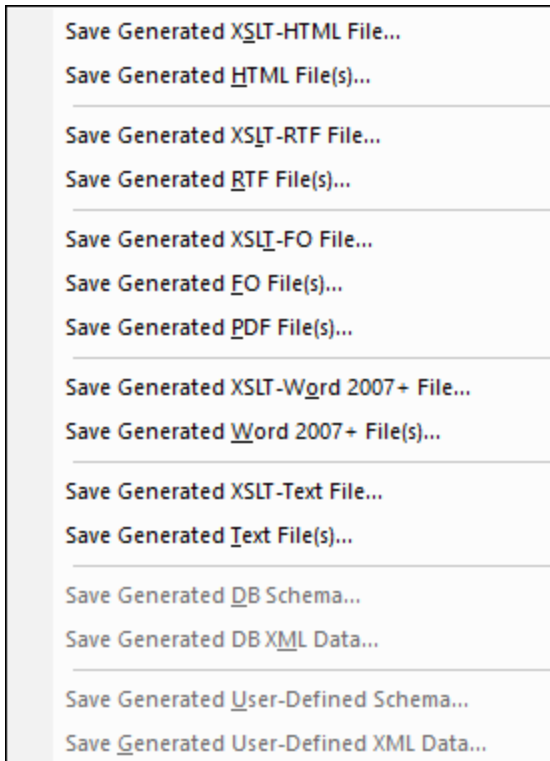 Save Generated XSLT-HTML File...
Save Generated HTML File(s)...
Save Generated XSLT-RTF File...
Save Generated RTF File(s)...
Save Generated XSLT-FO File...
Save Generated FO File(s)...
Save Generated PDF File(s)...
Save Generated XSLT-Word 2007+ File...
Save Generated Word 2007+ File(s)...
Save Generated XSLT-Text File...
Save Generated Text File(s)...
Save Generated DB Schema...
Save Generated DB XML Data...
Save Generated User-Defined Schema...
Save Generated User-Defined XML Data...